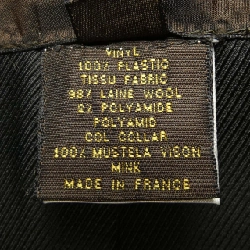 VINYL
100% PLASTIC
TISSU FABRIC
98% LAINE WOOL
2% POLYAMIDE
POLYAMID
COL COLLAR
100% MUSTELA VISON
MINK
MADE IN FRANCE